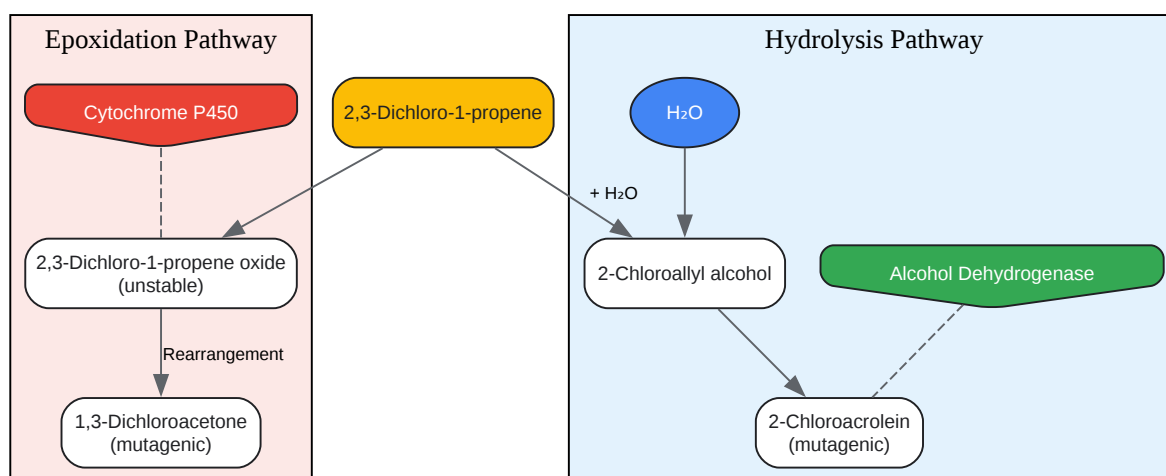 Epoxidation Pathway
Hydrolysis Pathway
Cytochrome P450
2,3-Dichloro-1-propene
H₂O
+ H₂O
2,3-Dichloro-1-propene oxide
(unstable)
2-Chloroallyl alcohol
Alcohol Dehydrogenase
Rearrangement
1,3-Dichloroacetone
(mutagenic)
2-Chloroacrolein
(mutagenic)